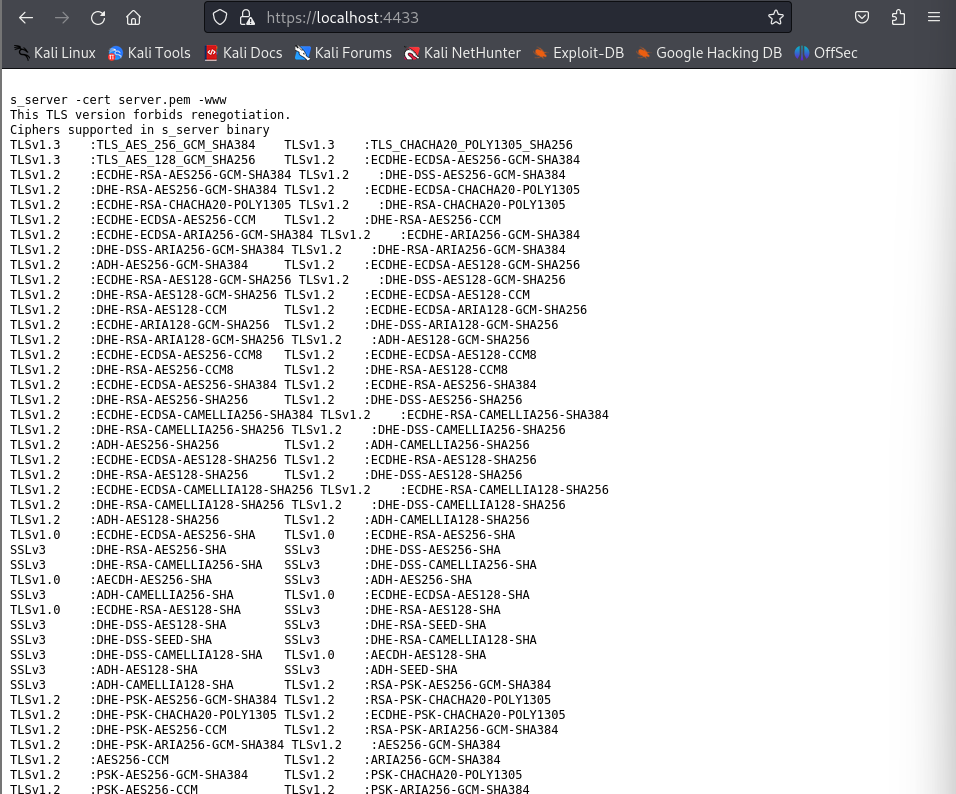 https://localhost:4433
Kali Linux Kali Tools Kali Docs Kali Forums Kali NetHunter Exploit-DB Google Hacking DB OffSec
s_server -cert server.pem -www
This TLS version forbids renegotiation.
Ciphers supported in s_server binary
TLSv1.3    :TLS_AES_256_GCM_SHA384    TLSv1.3    :TLS_CHACHA20_POLY1305_SHA256
TLSv1.3    :TLS_AES_128_GCM_SHA256    TLSv1.2    :ECDHE-ECDSA-AES256-GCM-SHA384
TLSv1.2    :ECDHE-RSA-AES256-GCM-SHA384 TLSv1.2    :DHE-DSS-AES256-GCM-SHA384
TLSv1.2    :DHE-RSA-AES256-GCM-SHA384 TLSv1.2    :ECDHE-ECDSA-CHACHA20-POLY1305
TLSv1.2    :ECDHE-RSA-CHACHA20-POLY1305 TLSv1.2    :DHE-RSA-CHACHA20-POLY1305
TLSv1.2    :ECDHE-ECDSA-AES256-CCM    TLSv1.2    :DHE-RSA-AES256-CCM
TLSv1.2    :ECDHE-ECDSA-ARIA256-GCM-SHA384 TLSv1.2    :ECDHE-ARIA256-GCM-SHA384
TLSv1.2    :DHE-DSS-ARIA256-GCM-SHA384 TLSv1.2    :DHE-RSA-ARIA256-GCM-SHA384
TLSv1.2    :ADH-AES256-GCM-SHA384     TLSv1.2    :ECDHE-ECDSA-AES128-GCM-SHA256
TLSv1.2    :ECDHE-RSA-AES128-GCM-SHA256 TLSv1.2    :DHE-DSS-AES128-GCM-SHA256
TLSv1.2    :DHE-RSA-AES128-GCM-SHA256 TLSv1.2    :ECDHE-ECDSA-AES128-CCM
TLSv1.2    :DHE-RSA-AES128-CCM        TLSv1.2    :ECDHE-ECDSA-ARIA128-GCM-SHA256
TLSv1.2    :ECDHE-ARIA128-GCM-SHA256  TLSv1.2    :DHE-DSS-ARIA128-GCM-SHA256
TLSv1.2    :DHE-RSA-ARIA128-GCM-SHA256 TLSv1.2    :ADH-AES128-GCM-SHA256
TLSv1.2    :ECDHE-ECDSA-AES256-CCM8   TLSv1.2    :ECDHE-ECDSA-AES128-CCM8
TLSv1.2    :DHE-RSA-AES256-CCM8       TLSv1.2    :DHE-RSA-AES128-CCM8
TLSv1.2    :ECDHE-ECDSA-AES256-SHA384 TLSv1.2    :ECDHE-RSA-AES256-SHA384
TLSv1.2    :DHE-RSA-AES256-SHA256     TLSv1.2    :DHE-DSS-AES256-SHA256
TLSv1.2    :ECDHE-ECDSA-CAMELLIA256-SHA384 TLSv1.2    :ECDHE-RSA-CAMELLIA256-SHA384
TLSv1.2    :DHE-RSA-CAMELLIA256-SHA256 TLSv1.2    :DHE-DSS-CAMELLIA256-SHA256
TLSv1.2    :ADH-AES256-SHA256         TLSv1.2    :ADH-CAMELLIA256-SHA256
TLSv1.2    :ECDHE-ECDSA-AES128-SHA256 TLSv1.2    :ECDHE-RSA-AES128-SHA256
TLSv1.2    :DHE-RSA-AES128-SHA256     TLSv1.2    :DHE-DSS-AES128-SHA256
TLSv1.2    :ECDHE-ECDSA-CAMELLIA128-SHA256 TLSv1.2    :ECDHE-RSA-CAMELLIA128-SHA256
TLSv1.2    :DHE-RSA-CAMELLIA128-SHA256 TLSv1.2    :DHE-DSS-CAMELLIA128-SHA256
TLSv1.2    :ADH-AES128-SHA256         TLSv1.2    :ADH-CAMELLIA128-SHA256
TLSv1.0    :ECDHE-ECDSA-AES256-SHA    TLSv1.0    :ECDHE-RSA-AES256-SHA
SSLv3      :DHE-RSA-AES256-SHA        SSLv3      :DHE-DSS-AES256-SHA
SSLv3      :DHE-RSA-CAMELLIA256-SHA   SSLv3      :DHE-DSS-CAMELLIA256-SHA
TLSv1.0    :AECDH-AES256-SHA          SSLv3      :ADH-AES256-SHA
SSLv3      :ADH-CAMELLIA256-SHA       TLSv1.0    :ECDHE-ECDSA-AES128-SHA
TLSv1.0    :ECDHE-RSA-AES128-SHA      SSLv3      :DHE-RSA-AES128-SHA
SSLv3      :DHE-DSS-AES128-SHA        SSLv3      :DHE-RSA-SEED-SHA
SSLv3      :DHE-DSS-SEED-SHA          SSLv3      :DHE-RSA-CAMELLIA128-SHA
SSLv3      :DHE-DSS-CAMELLIA128-SHA   TLSv1.0    :AECDH-AES128-SHA
SSLv3      :ADH-AES128-SHA            SSLv3      :ADH-SEED-SHA
SSLv3      :ADH-CAMELLIA128-SHA       TLSv1.2    :RSA-PSK-AES256-GCM-SHA384
TLSv1.2    :DHE-PSK-AES256-GCM-SHA384 TLSv1.2    :RSA-PSK-CHACHA20-POLY1305
TLSv1.2    :DHE-PSK-CHACHA20-POLY1305 TLSv1.2    :ECDHE-PSK-CHACHA20-POLY1305
TLSv1.2    :DHE-PSK-AES256-CCM        TLSv1.2    :RSA-PSK-ARIA256-GCM-SHA384
TLSv1.2    :DHE-PSK-ARIA256-GCM-SHA384 TLSv1.2    :AES256-GCM-SHA384
TLSv1.2    :AES256-CCM                TLSv1.2    :ARIA256-GCM-SHA384
TLSv1.2    :PSK-AES256-GCM-SHA384     TLSv1.2    :PSK-CHACHA20-POLY1305
TLSv1.2    :PSK-AES256-CCM            TLSv1.2    :PSK-ARIA256-GCM-SHA384